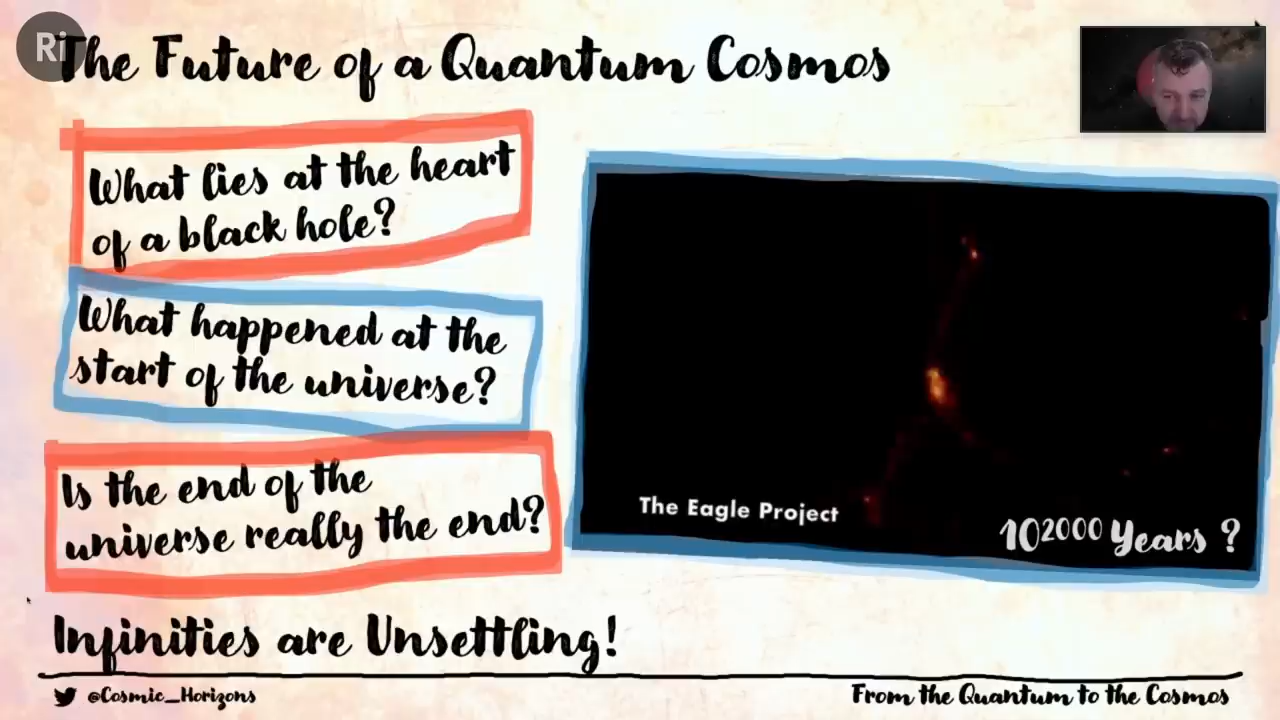 Ri
The Future of a Quantum Cosmos
What lies at the heart
of a black hole?
What happened at the
start of the universe?
Is the end of the
universe really the end?
The Eagle Project
10²⁰⁰⁰ Years ?
Infinities are Unsettling!
@Cosmic_Horizons
From the Quantum to the Cosmos